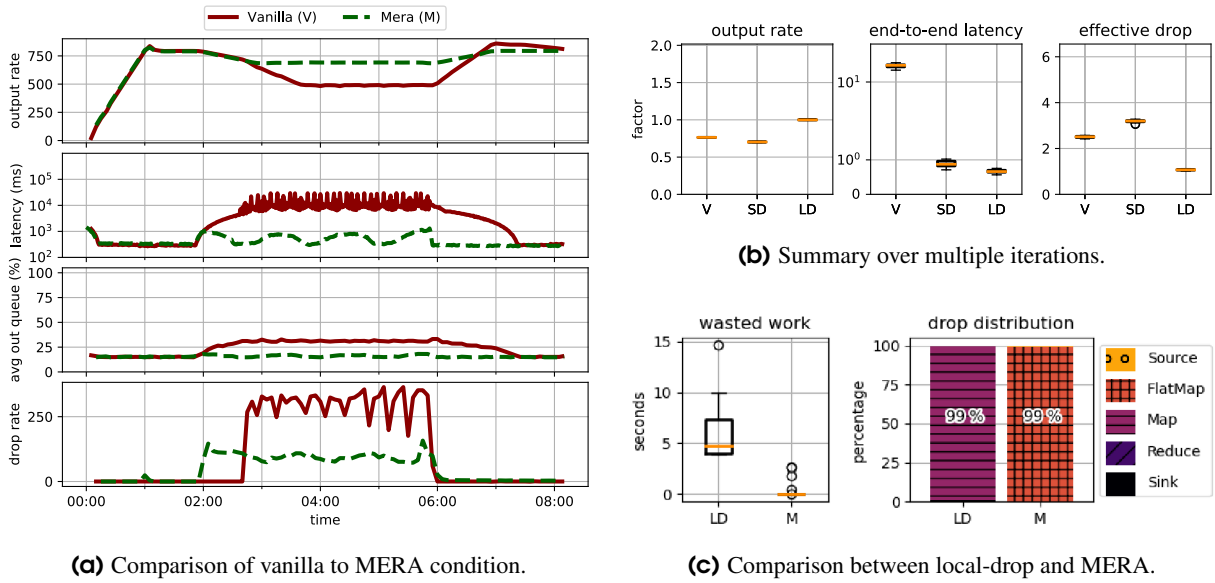 Vanilla (V) Mera (M)
output rate
750
500
250
0
latency (ms)
10^5
10^4
10^3
10^2
avg out queue (%)
100
75
50
25
0
drop rate
250
0
00:00 02:00 04:00 06:00 08:00
time
(a) Comparison of vanilla to MERA condition.
output rate end-to-end latency effective drop
factor
2.0
1.5
1.0
0.5
0.0
V SD LD
10^1
10^0
0
V SD LD
6
4
2
0
V SD LD
(b) Summary over multiple iterations.
wasted work drop distribution
seconds
15
10
5
0
LD M
percentage
100
75
50
25
0
99 % 99 %
LD M
Source
FlatMap
Map
Reduce
Sink
(c) Comparison between local-drop and MERA.